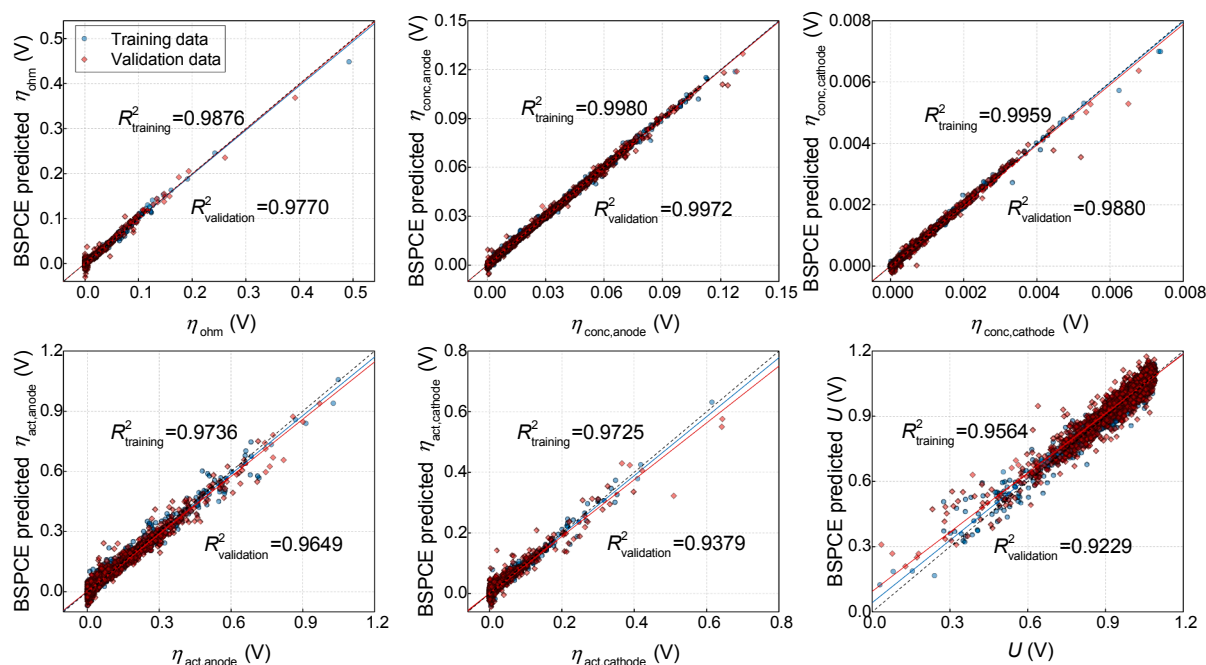 BSPCE predicted η_ohm (V)
0.5
0.4
0.3
0.2
0.1
0.0
Training data
Validation data
R²_training=0.9876
R²_validation=0.9770
0.0 0.1 0.2 0.3 0.4 0.5
η_ohm (V)
BSPCE predicted η_conc,anode (V)
0.15
0.12
0.09
0.06
0.03
0.00
R²_training=0.9980
R²_validation=0.9972
0.00 0.03 0.06 0.09 0.12 0.15
η_conc,anode (V)
BSPCE predicted η_conc,cathode (V)
0.008
0.006
0.004
0.002
0.000
R²_training=0.9959
R²_validation=0.9880
0.000 0.002 0.004 0.006 0.008
η_conc,cathode (V)
BSPCE predicted η_act,anode (V)
1.2
0.9
0.6
0.3
0.0
R²_training=0.9736
R²_validation=0.9649
0.0 0.3 0.6 0.9 1.2
η_act,anode (V)
BSPCE predicted η_act,cathode (V)
0.8
0.6
0.4
0.2
0.0
R²_training=0.9725
R²_validation=0.9379
0.0 0.2 0.4 0.6 0.8
η_act,cathode (V)
BSPCE predicted U (V)
1.2
0.9
0.6
0.3
0.0
R²_training=0.9564
R²_validation=0.9229
0.0 0.3 0.6 0.9 1.2
U (V)